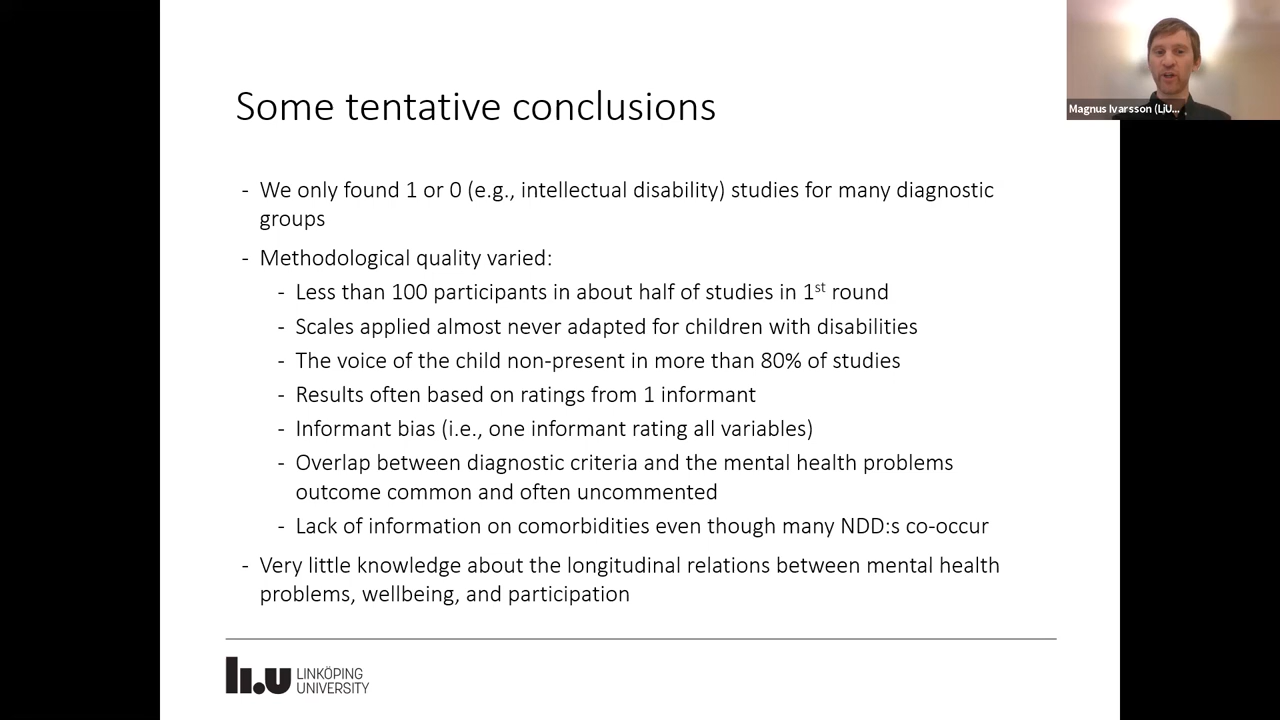 Some tentative conclusions
- We only found 1 or 0 (e.g., intellectual disability) studies for many diagnostic
groups
- Methodological quality varied:
- Less than 100 participants in about half of studies in 1st round
- Scales applied almost never adapted for children with disabilities
- The voice of the child non-present in more than 80% of studies
- Results often based on ratings from 1 informant
- Informant bias (i.e., one informant rating all variables)
- Overlap between diagnostic criteria and the mental health problems
outcome common and often uncommented
- Lack of information on comorbidities even though many NDD:s co-occur
- Very little knowledge about the longitudinal relations between mental health
problems, wellbeing, and participation
li.u LINKÖPING
UNIVERSITY
Magnus Ivarsson (LiU...